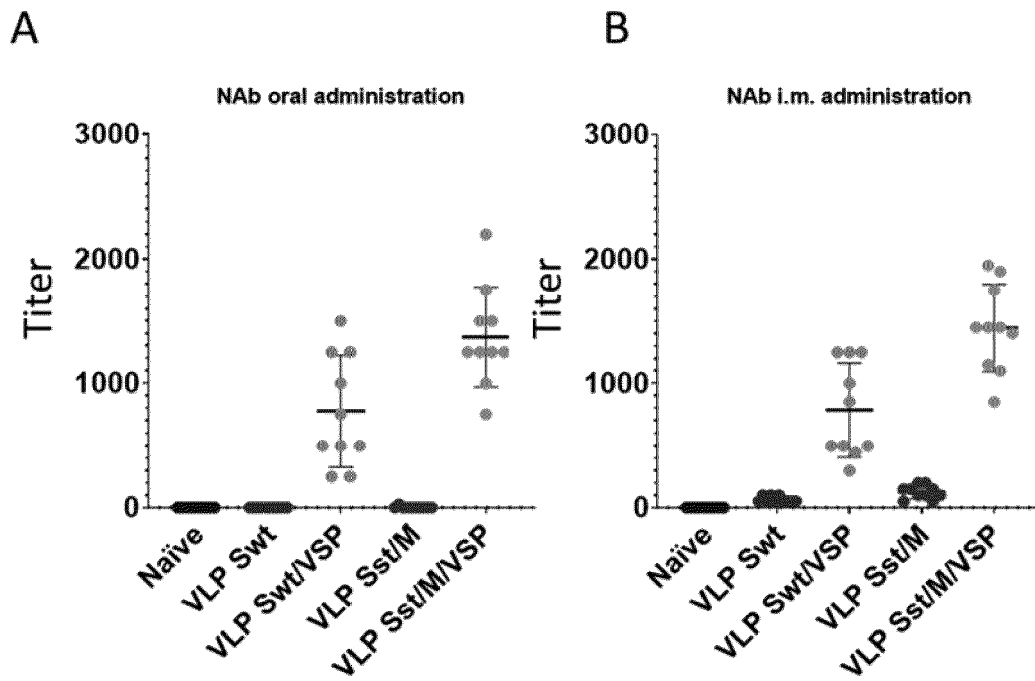 A
NAb oral administration
3000
2000
1000
0
Titer
Naïve
VLP Swt
VLP Swt/VSP
VLP Sst/M
VLP Sst/M/VSP
B
NAb i.m. administration
3000
2000
1000
0
Titer
Naïve
VLP Swt
VLP Swt/VSP
VLP Sst/M
VLP Sst/M/VSP